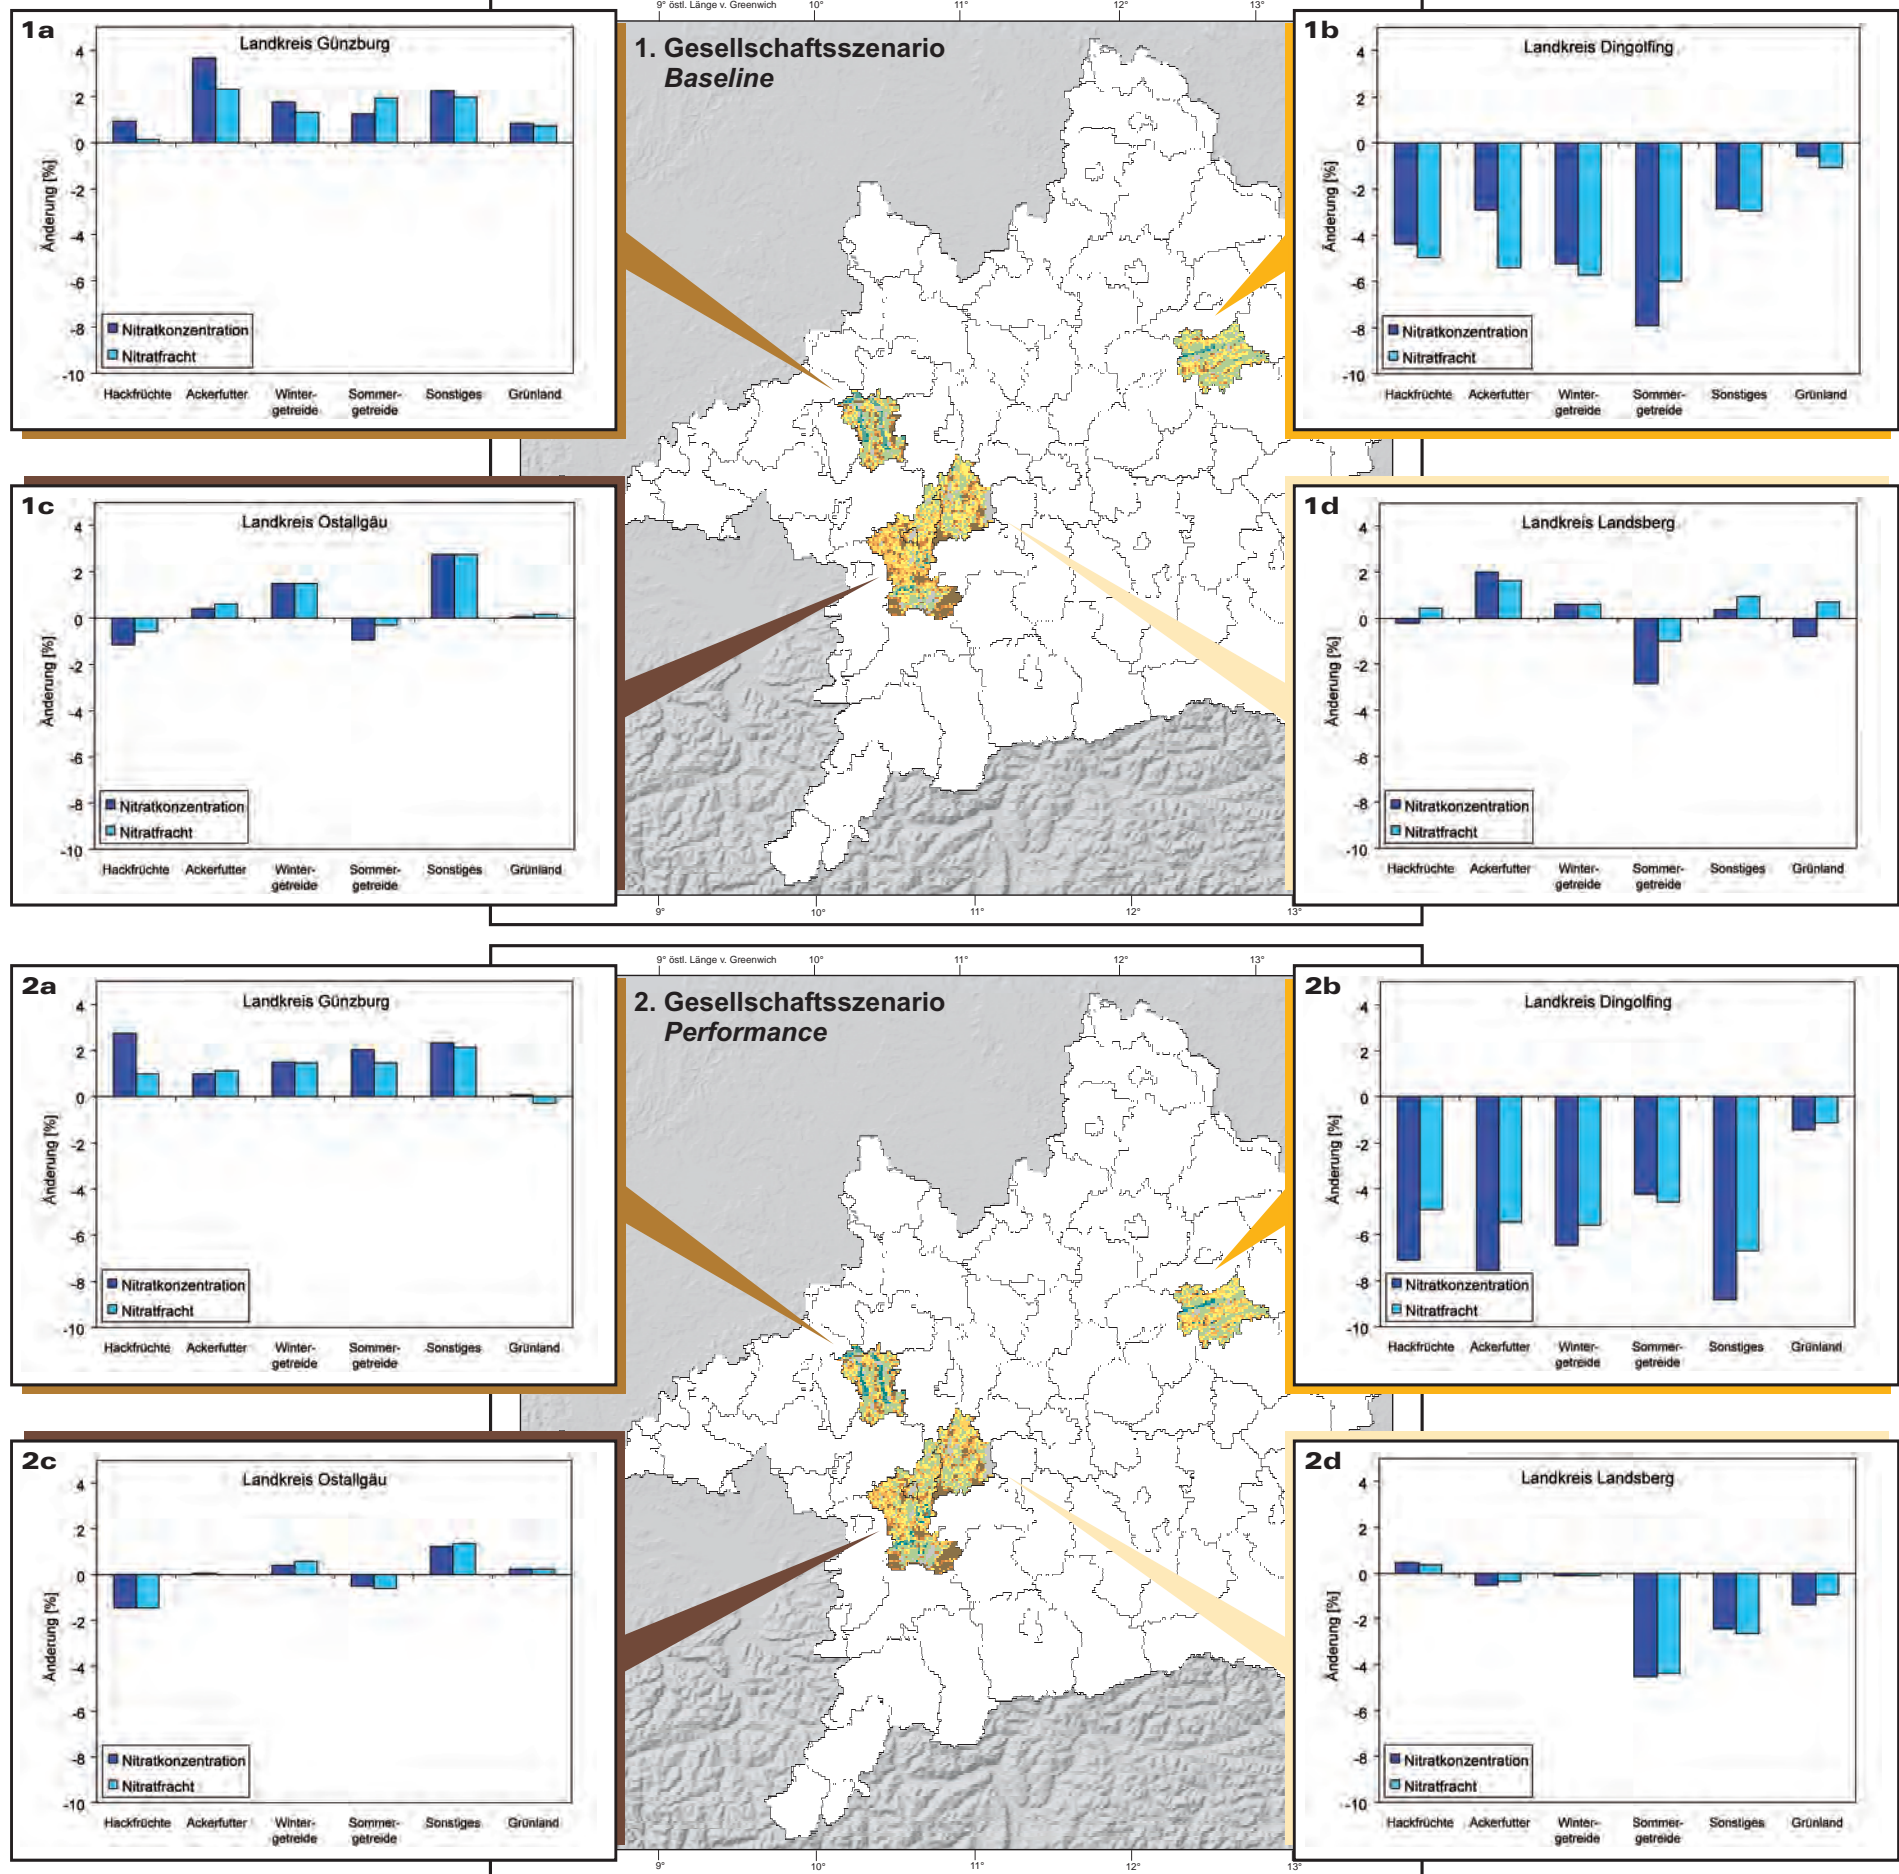 9° östl. Länge v. Greenwich 10° 11° 12° 13°
1. Gesellschaftsszenario
Baseline
1a
Landkreis Günzburg
Änderung [%]
4
2
0
-2
-4
-6
-8
-10
Nitratkonzentration
Nitratfracht
Hackfrüchte Ackerfutter Winter- Sommer- Sonstiges Grünland
getreide getreide
1b
Landkreis Dingolfing
Änderung [%]
4
2
0
-2
-4
-6
-8
-10
Nitratkonzentration
Nitratfracht
Hackfrüchte Ackerfutter Winter- Sommer- Sonstiges Grünland
getreide getreide
1c
Landkreis Ostallgäu
Änderung [%]
4
2
0
-2
-4
-6
-8
-10
Nitratkonzentration
Nitratfracht
Hackfrüchte Ackerfutter Winter- Sommer- Sonstiges Grünland
getreide getreide
1d
Landkreis Landsberg
Änderung [%]
4
2
0
-2
-4
-6
-8
-10
Nitratkonzentration
Nitratfracht
Hackfrüchte Ackerfutter Winter- Sommer- Sonstiges Grünland
getreide getreide
9° 10° 11° 12° 13°
9° östl. Länge v. Greenwich 10° 11° 12° 13°
2. Gesellschaftsszenario
Performance
2a
Landkreis Günzburg
Änderung [%]
4
2
0
-2
-4
-6
-8
-10
Nitratkonzentration
Nitratfracht
Hackfrüchte Ackerfutter Winter- Sommer- Sonstiges Grünland
getreide getreide
2b
Landkreis Dingolfing
Änderung [%]
4
2
0
-2
-4
-6
-8
-10
Nitratkonzentration
Nitratfracht
Hackfrüchte Ackerfutter Winter- Sommer- Sonstiges Grünland
getreide getreide
2c
Landkreis Ostallgäu
Änderung [%]
4
2
0
-2
-4
-6
-8
-10
Nitratkonzentration
Nitratfracht
Hackfrüchte Ackerfutter Winter- Sommer- Sonstiges Grünland
getreide getreide
2d
Landkreis Landsberg
Änderung [%]
4
2
0
-2
-4
-6
-8
-10
Nitratkonzentration
Nitratfracht
Hackfrüchte Ackerfutter Winter- Sommer- Sonstiges Grünland
getreide getreide
9° 10° 11° 12° 13°